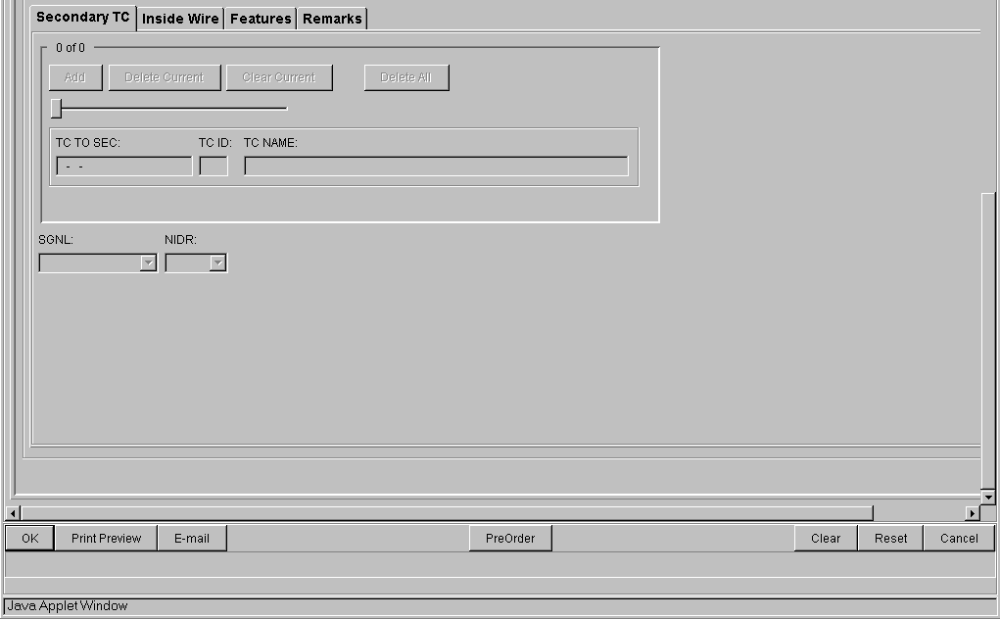 Secondary TC Inside Wire Features Remarks
0 of 0
Add Delete Current Clear Current Delete All
TC TO SEC: TC ID: TC NAME:
- -
SGNL: NIDR:
OK Print Preview E-mail PreOrder Clear Reset Cancel
Java Applet Window